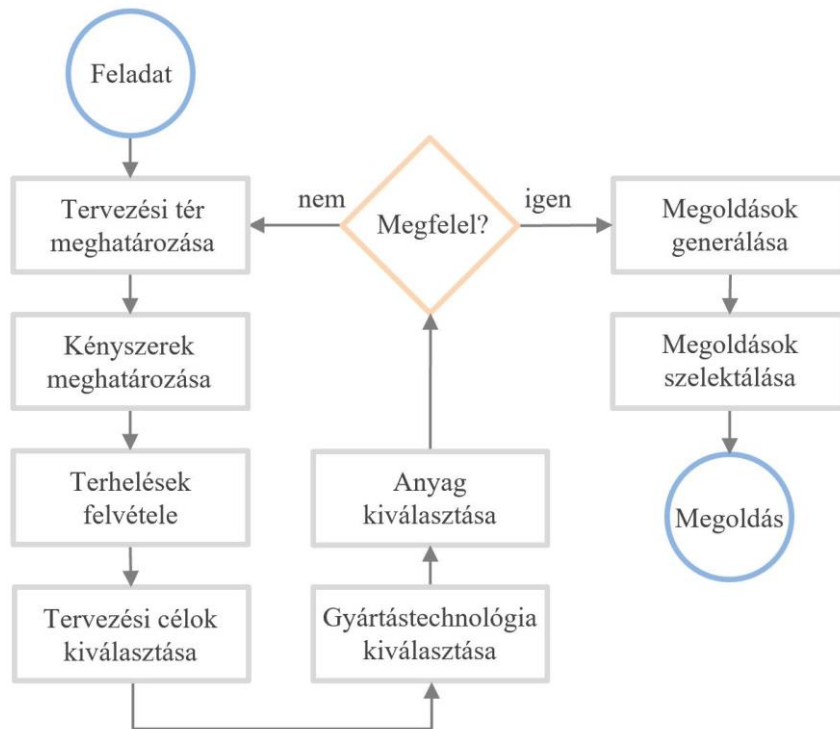 Feladat
Tervezési tér
meghatározása
Kényszerek
meghatározása
Terhelések
felvétele
Tervezési célok
kiválasztása
Gyártástechnológia
kiválasztása
Anyag
kiválasztása
Megfelel?
nem
igen
Megoldások
generálása
Megoldások
szelektálása
Megoldás